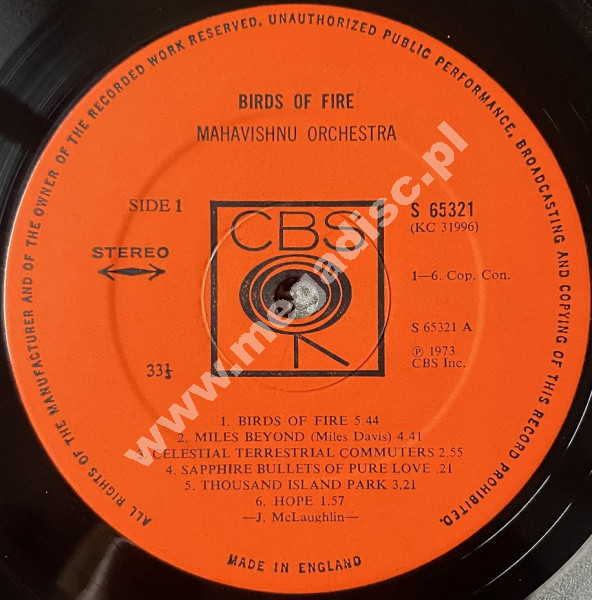 ALL RIGHTS OF THE MANUFACTURER AND OF THE OWNER OF THE RECORDED WORK RESERVED, UNAUTHORIZED PUBLIC PERFORMANCE, BROADCASTING AND COPYING OF THIS RECORD PROHIBITED.
BIRDS OF FIRE
MAHAVISHNU ORCHESTRA
SIDE 1
STEREO
33⅓
CBS
S 65321
(KC 31996)
1—6. Cop. Con.
S 65321 A
℗ 1973
CBS Inc.
1. BIRDS OF FIRE 5.44
2. MILES BEYOND (Miles Davis) 4.41
3. CELESTIAL TERRESTRIAL COMMUTERS 2.55
4. SAPPHIRE BULLETS OF PURE LOVE .21
5. THOUSAND ISLAND PARK 3,21
6. HOPE 1.57
—J. McLaughlin—
MADE IN ENGLAND
www.megadisc.pl